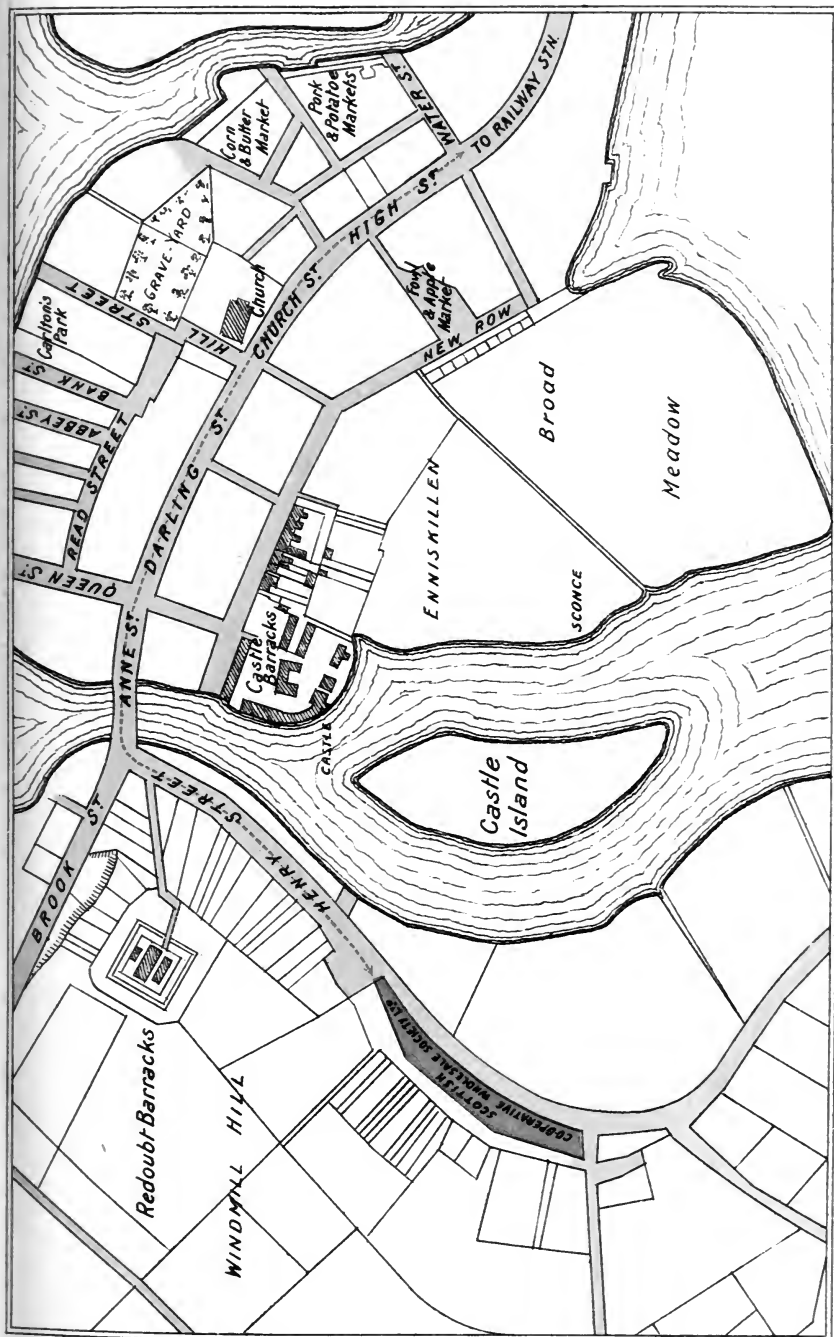 Corn
& Butter
Market
Pork
& Potatoe
Markets
WATER ST.
TO RAILWAY STN.
GRAVE-YARD
Church
HIGH ST.
CHURCH ST.
HILL STREET
Carlton's
Park
BANK ST.
ABBEY ST.
READ STREET
QUEEN ST.
DARLING ST.
ANNE ST.
Fowl
& Apple
Market
NEW ROW
Broad
Meadow
ENNISKILLEN
SCONCE
Castle
Barracks
CASTLE
Castle
Island
BROOK ST.
HENRY STREET
Redoubt Barracks
WINDMILL HILL
SCOTTISH
CO-OPERATIVE WHOLESALE SOCIETY LTD